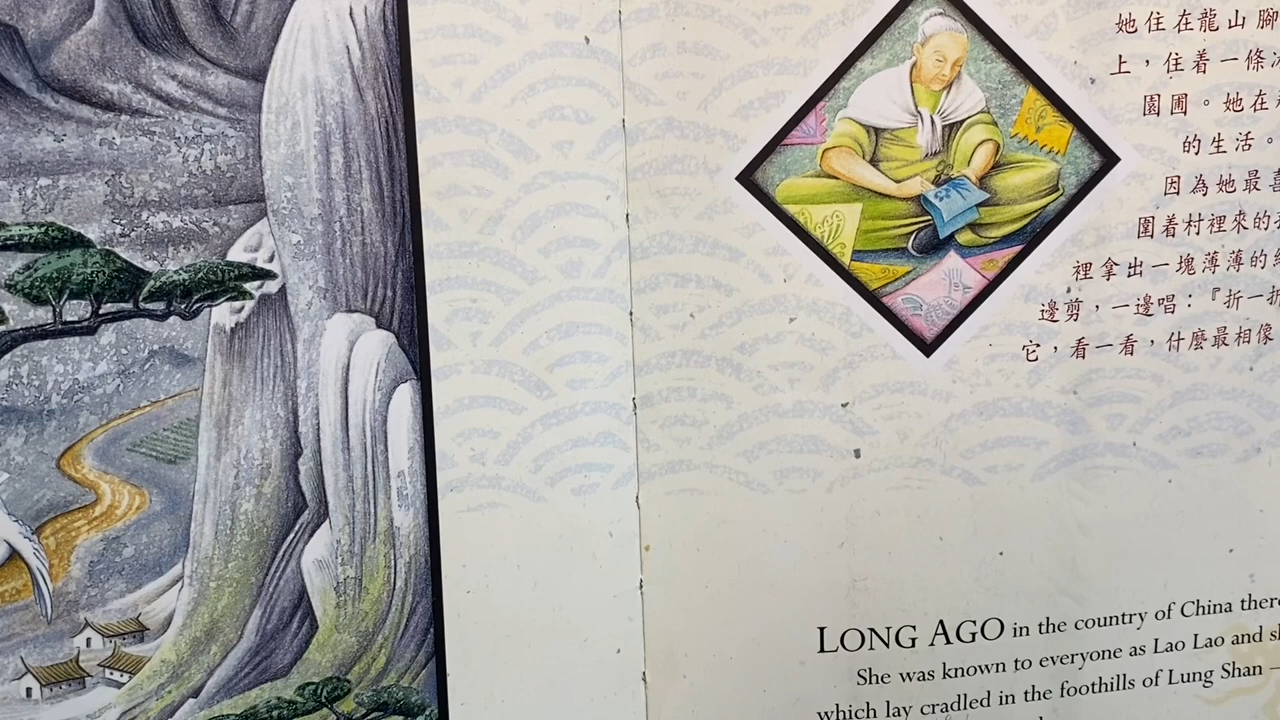 她住在龍山腳
上，住着一條
園圃。她在
的生活。
因為她最喜
圍着村裡來的
裡拿出一塊薄薄的
邊剪，一邊唱：『折一折
它，看一看，什麼最相像
LONG AGO in the country of China there
She was known to everyone as Lao Lao and
which lay cradled in the foothills of Lung Shan –